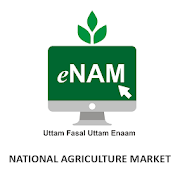 eNAM
Uttam Fasal Uttam Enaam
NATIONAL AGRICULTURE MARKET